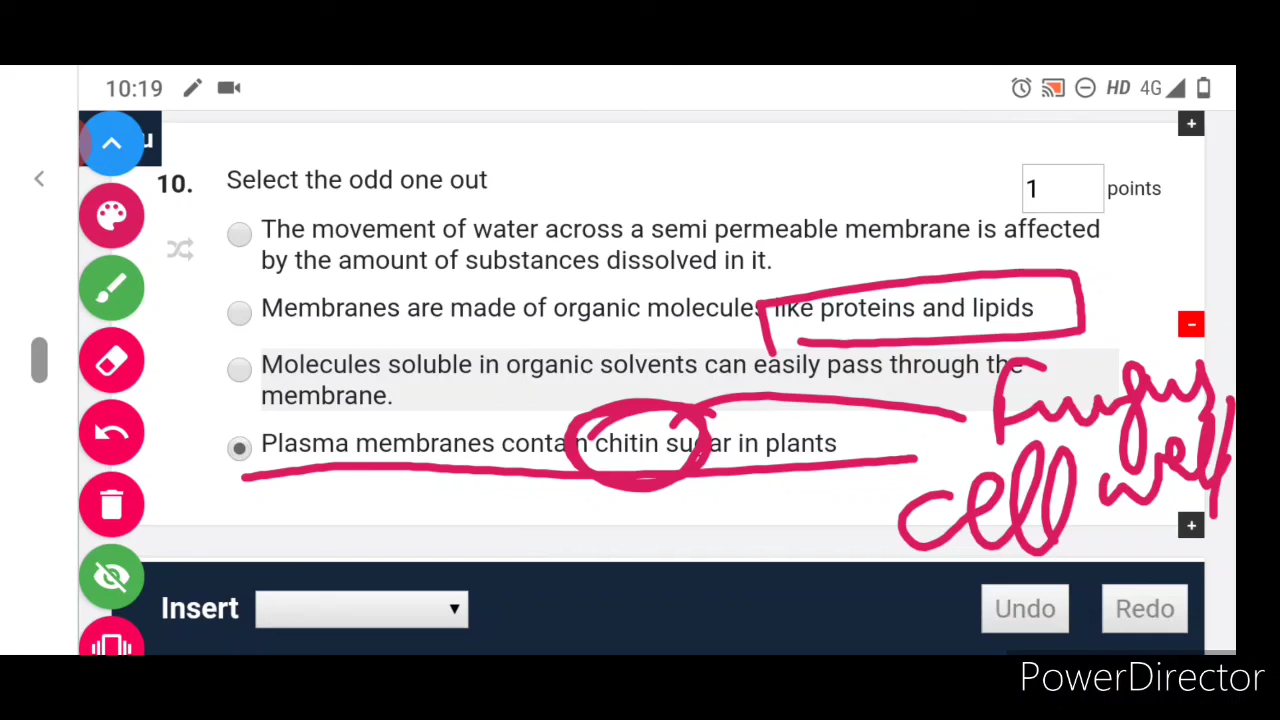 10:19 HD 4G
u
10. Select the odd one out 1 points
The movement of water across a semi permeable membrane is affected
by the amount of substances dissolved in it.
Membranes are made of organic molecules like proteins and lipids
Molecules soluble in organic solvents can easily pass through the
membrane.
Fungus
Plasma membranes contain chitin sugar in plants
cell well
Insert Undo Redo
PowerDirector